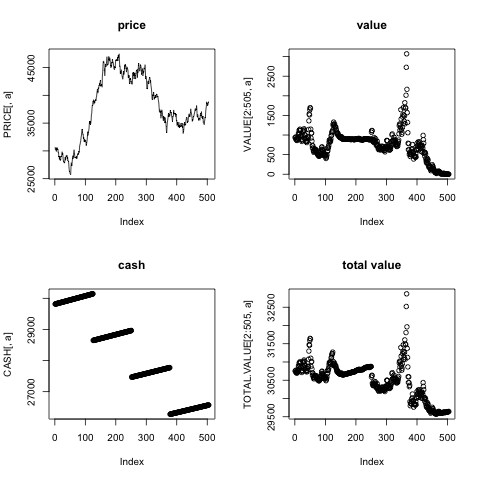 price
PRICE[, a]
25000 35000 45000
0 100 200 300 400 500
Index
value
VALUE[2:505, a]
0 500 1500 2500
0 100 200 300 400 500
Index
cash
CASH[, a]
27000 29000
0 100 200 300 400 500
Index
total value
TOTAL.VALUE[2:505, a]
29500 30500 31500 32500
0 100 200 300 400 500
Index